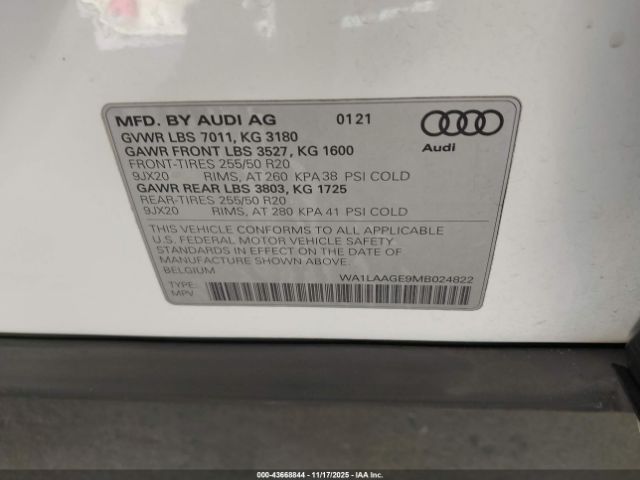 MFD. BY AUDI AG 01 21
GVWR LBS 7011, KG 3180
GAWR FRONT LBS 3527, KG 1600
FRONT-TIRES 255/50 R20
9JX20 RIMS, AT 260 KPA 38 PSI COLD
GAWR REAR LBS 3803, KG 1725
REAR-TIRES 255/50 R20
9JX20 RIMS, AT 280 KPA 41 PSI COLD
Audi
THIS VEHICLE CONFORMS TO ALL APPLICABLE
U.S. FEDERAL MOTOR VEHICLE SAFETY
STANDARDS IN EFFECT ON THE DATE OF
MANUFACTURE SHOWN ABOVE.
BELGIUM
WA1LAAGE9MB024822
TYPE:
MPV
000-43668844 - 11/17/2025 - IAA Inc.